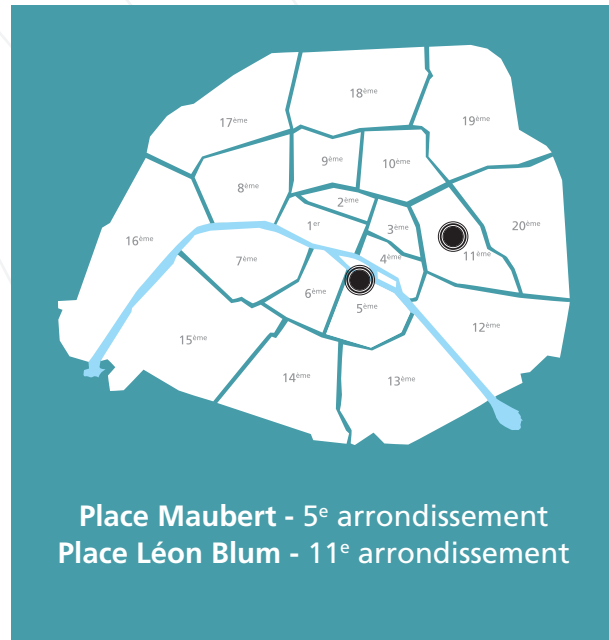 18ème
17ème
19ème
9ème
10ème
8ème
2ème
1er
3ème
20ème
16ème
7ème
4ème
11ème
6ème
5ème
12ème
15ème
14ème
13ème
Place Maubert - 5e arrondissement
Place Léon Blum - 11e arrondissement